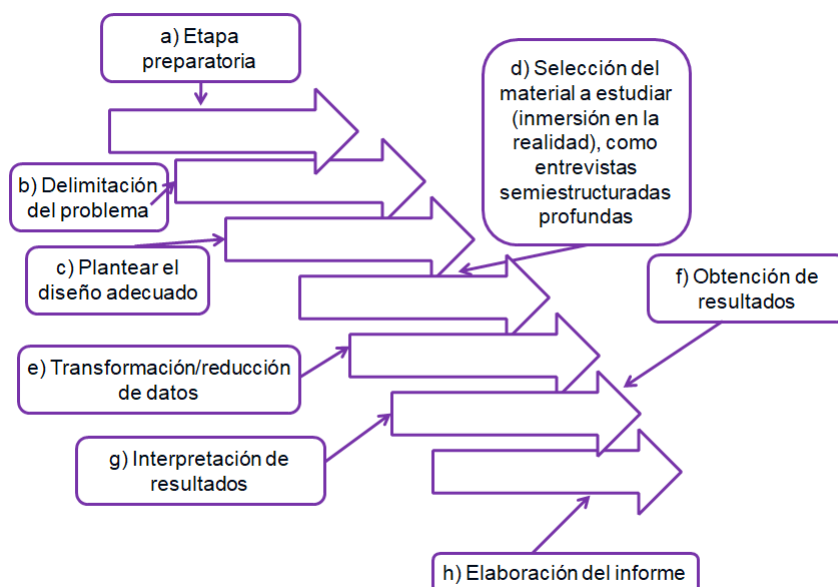 a) Etapa
preparatoria
b) Delimitación
del problema
c) Plantear el
diseño adecuado
d) Selección del
material a estudiar
(inmersión en la
realidad), como
entrevistas
semiestructuradas
profundas
e) Transformación/reducción
de datos
f) Obtención de
resultados
g) Interpretación de
resultados
h) Elaboración del informe